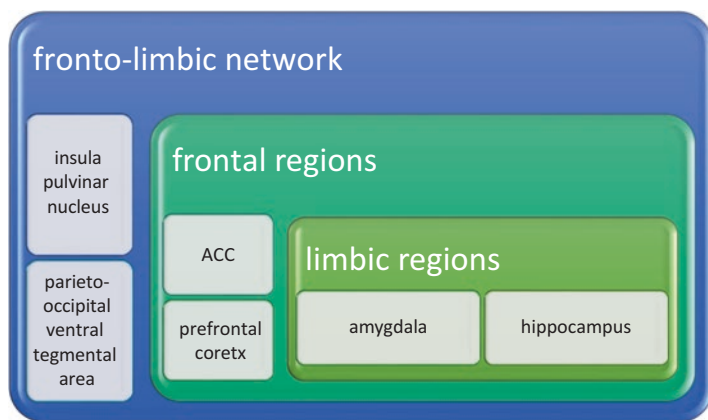 fronto-limbic network
insula
pulvinar
nucleus
parieto-
occipital
ventral
tegmental
area
frontal regions
ACC
prefrontal
coretx
limbic regions
amygdala
hippocampus